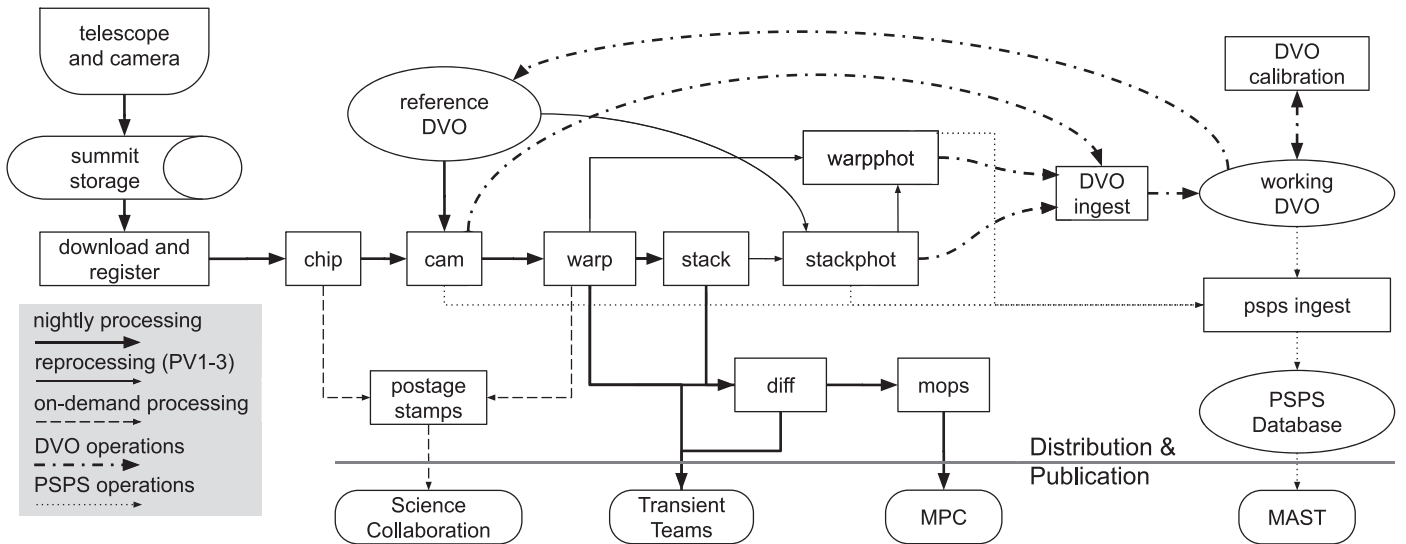 telescope
and camera
DVO
calibration
reference
DVO
summit
storage
warpphot
DVO
ingest
working
DVO
download and
register
chip
cam
warp
stack
stackphot
psps ingest
nightly processing
reprocessing (PV1-3)
on-demand processing
DVO operations
PSPS operations
postage
stamps
diff
mops
PSPS
Database
Distribution &
Publication
Science
Collaboration
Transient
Teams
MPC
MAST